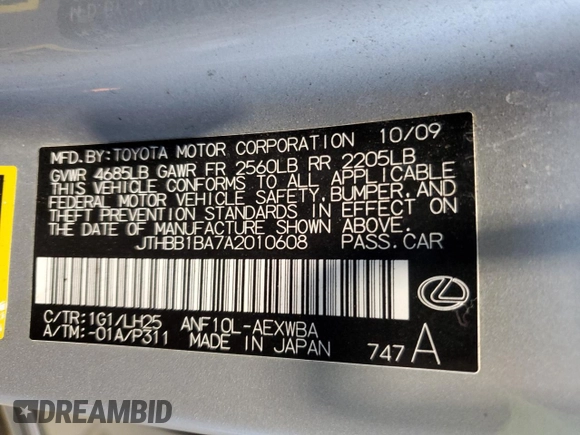 MFD. BY: TOYOTA MOTOR CORPORATION 10/09
GVWR 4685LB GAWR FR 2560LB RR 2205LB
THIS VEHICLE CONFORMS TO ALL APPLICABLE
FEDERAL MOTOR VEHICLE SAFETY, BUMPER, AND
THEFT PREVENTION STANDARDS IN EFFECT ON
THE DATE OF MANUFACTURE SHOWN ABOVE.
JTHBB1BA7A2010608 PASS. CAR
C/TR: 1G1/LH25 ANF10L-AEXWBA
A/TM: -01A/P311 MADE IN JAPAN 747 A
DREAMBID